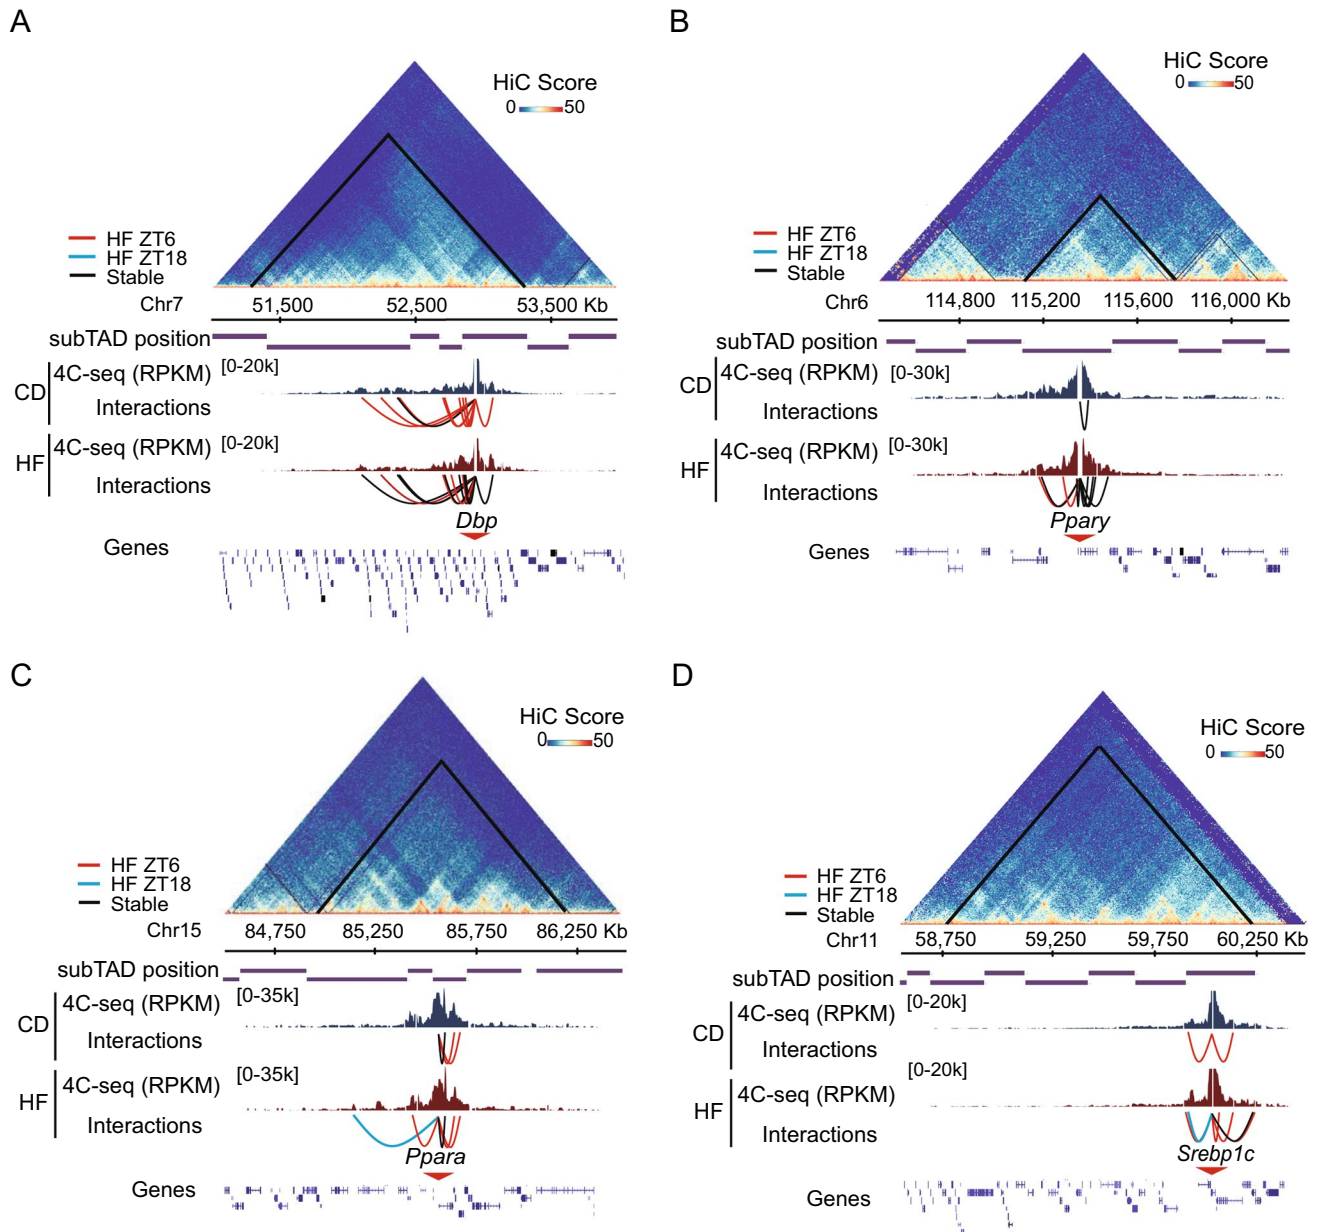 A
HiC Score
0 50
HF ZT6
HF ZT18
Stable
Chr7 51,500 52,500 53,500 Kb
subTAD position
CD 4C-seq (RPKM) [0-20k]
Interactions
HF 4C-seq (RPKM) [0-20k]
Interactions
Dbp
Genes
B
HiC Score
0 50
HF ZT6
HF ZT18
Stable
Chr6 114,800 115,200 115,600 116,000 Kb
subTAD position
CD 4C-seq (RPKM) [0-30k]
Interactions
HF 4C-seq (RPKM) [0-30k]
Interactions
Pparγ
Genes
C
HiC Score
0 50
HF ZT6
HF ZT18
Stable
Chr15 84,750 85,250 85,750 86,250 Kb
subTAD position
CD 4C-seq (RPKM) [0-35k]
Interactions
HF 4C-seq (RPKM) [0-35k]
Interactions
Ppara
Genes
D
HiC Score
0 50
HF ZT6
HF ZT18
Stable
Chr11 58,750 59,250 59,750 60,250 Kb
subTAD position
CD 4C-seq (RPKM) [0-20k]
Interactions
HF 4C-seq (RPKM) [0-20k]
Interactions
Srebp1c
Genes